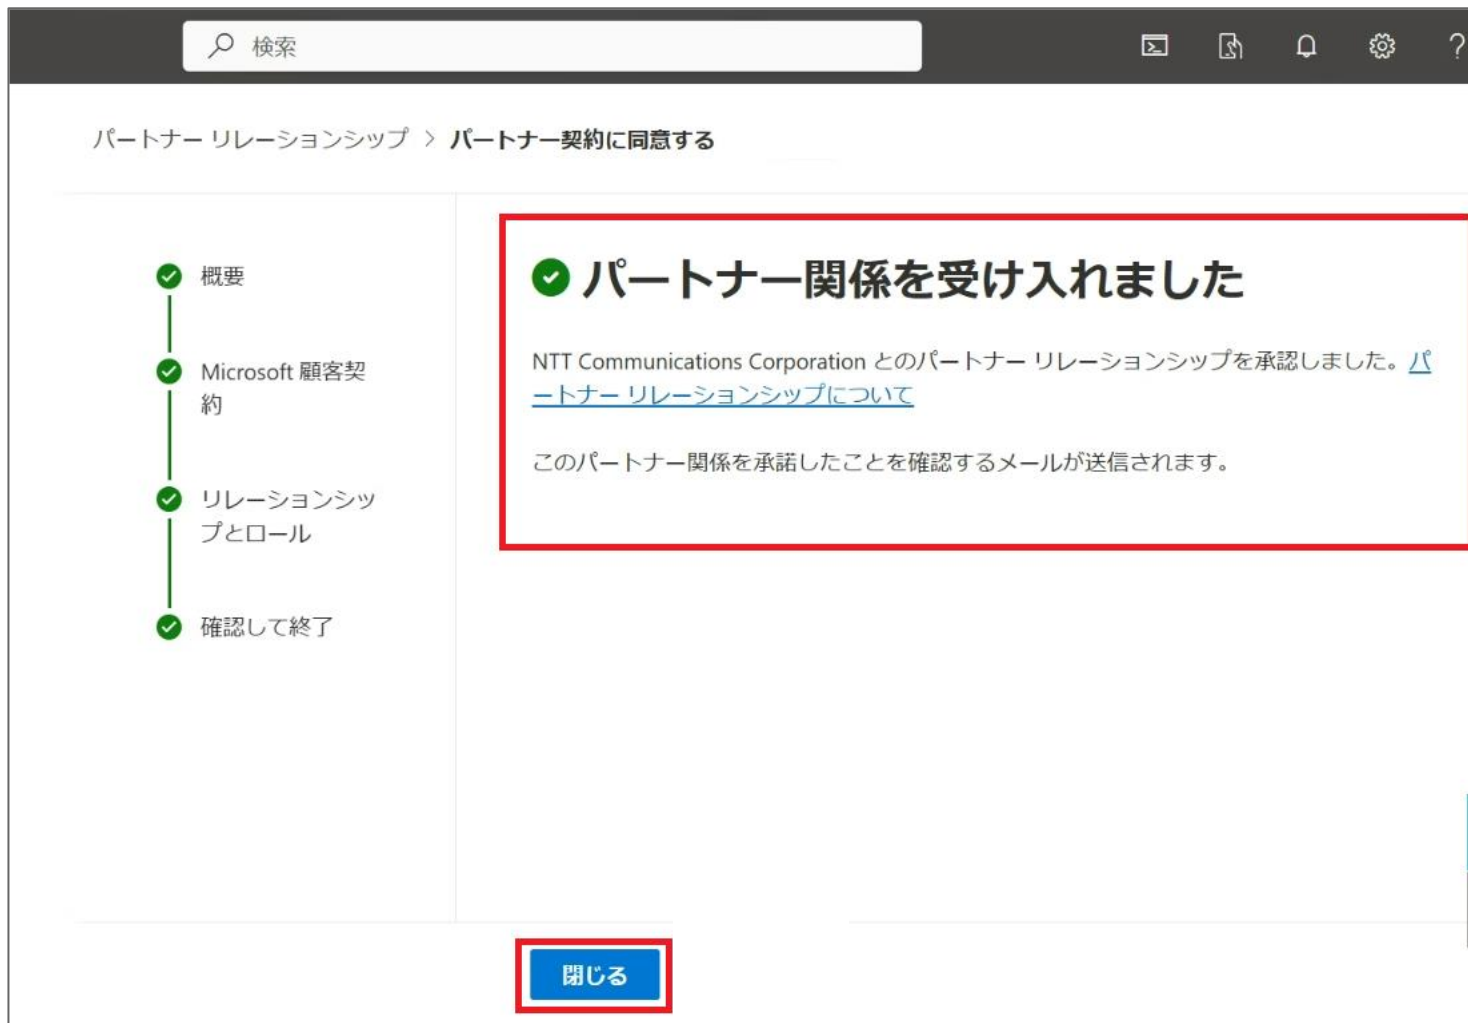 検索
パートナー リレーションシップ > パートナー契約に同意する
概要
Microsoft 顧客契
約
リレーションシッ
プとロール
確認して終了
パートナー関係を受け入れました
NTT Communications Corporation とのパートナー リレーションシップを承認しました。パ
ートナー リレーションシップについて
このパートナー関係を承諾したことを確認するメールが送信されます。
閉じる